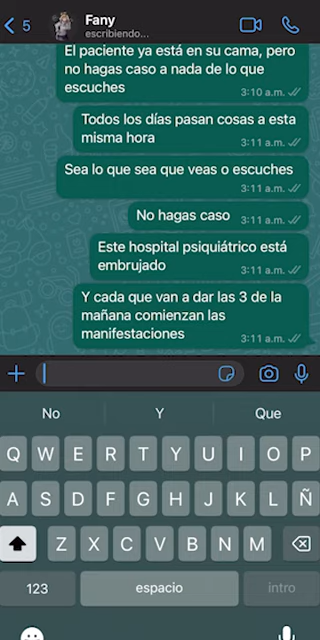 5
Fany
escribiendo...
El paciente ya está en su cama, pero
no hagas caso a nada de lo que
escuches
3:10 a.m.
Todos los días pasan cosas a esta
misma hora
3:11 a.m.
Sea lo que sea que veas o escuches
3:11 a.m.
No hagas caso
3:11 a.m.
Este hospital psiquiátrico está
embrujado
3:11 a.m.
Y cada que van a dar las 3 de la
mañana comienzan las
manifestaciones
3:11 a.m.
No Y Que
Q W E R T Y U I O P
A S D F G H J K L Ñ
Z X C V B N M
123 espacio intro